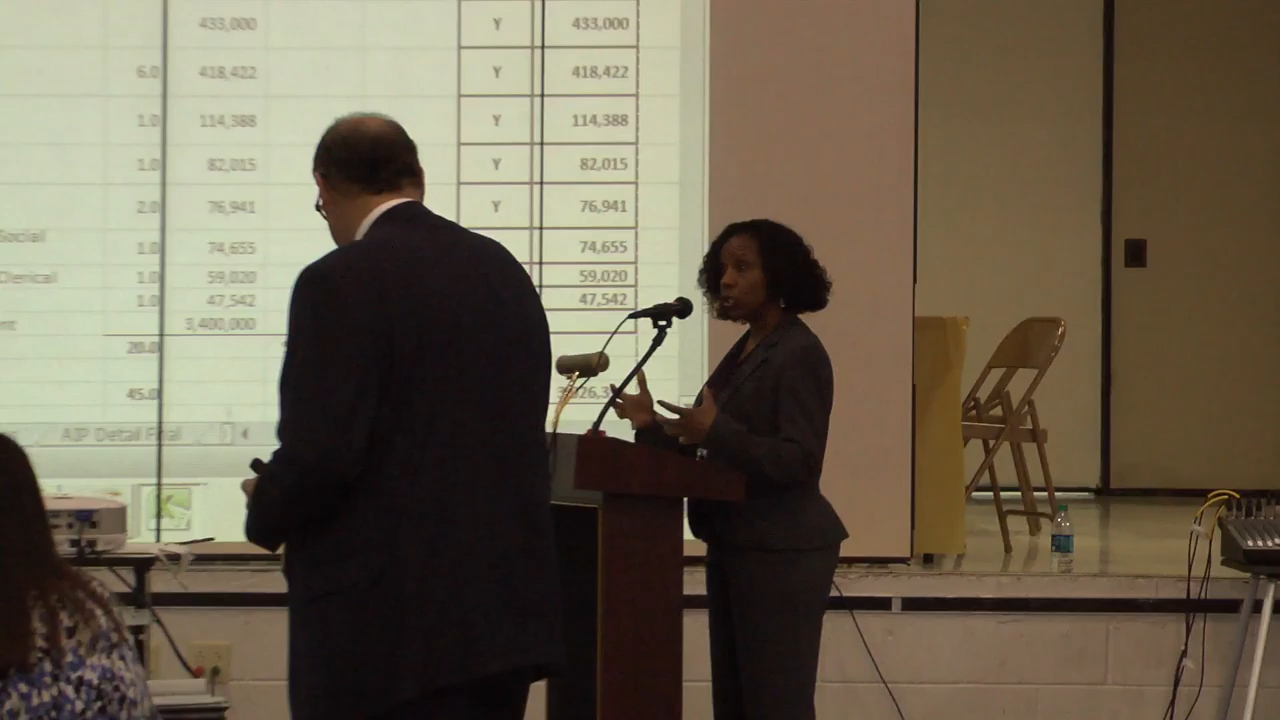 433,000 Y 433,000
6.0 418,422 Y 418,422
1.0 114,388 Y 114,388
1.0 82,015 Y 82,015
2.0 76,941 Y 76,941
Social
1.0 74,655 74,655
Clerical 1.0 59,020 59,020
1.0 47,542 47,542
nt 3,400,000
20.0
45.0
AIP Detail Final